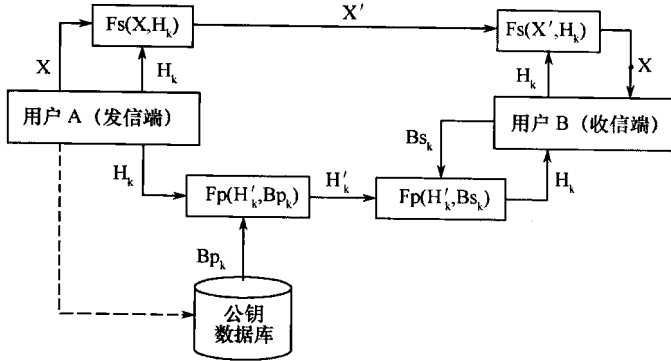 X′
Fs(X,Hₖ)
Fs(X′,Hₖ)
X
Hₖ
Hₖ
X
用户 A（发信端）
用户 B（收信端）
Bsₖ
Hₖ
Fp(H′ₖ,Bpₖ)
H′ₖ
Fp(H′ₖ,Bsₖ)
Hₖ
Bpₖ
公钥
数据库